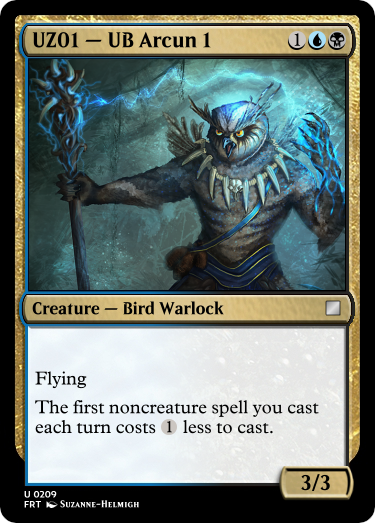 UZ01 — UB Arcun 1
1
Creature — Bird Warlock
Flying
The first noncreature spell you cast
each turn costs 1 less to cast.
3/3
U 0209
FRT Suzanne-Helmigh